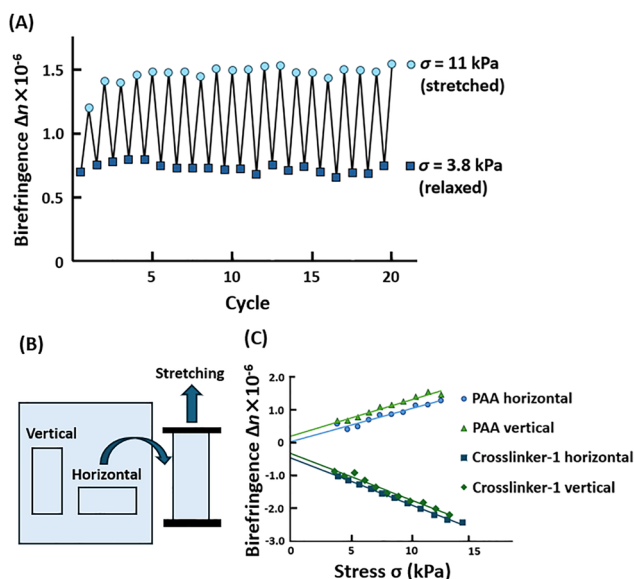 (A)
Birefringence Δn×10⁻⁶
1.5
1.0
0.5
0
5
10
15
20
Cycle
σ = 11 kPa
(stretched)
σ = 3.8 kPa
(relaxed)
(B)
Stretching
Vertical
Horizontal
(C)
Birefringence Δn×10⁻⁶
2.0
1.0
0.0
-1.0
-2.0
-3.0
0
5
10
15
Stress σ (kPa)
PAA horizontal
PAA vertical
Crosslinker-1 horizontal
Crosslinker-1 vertical